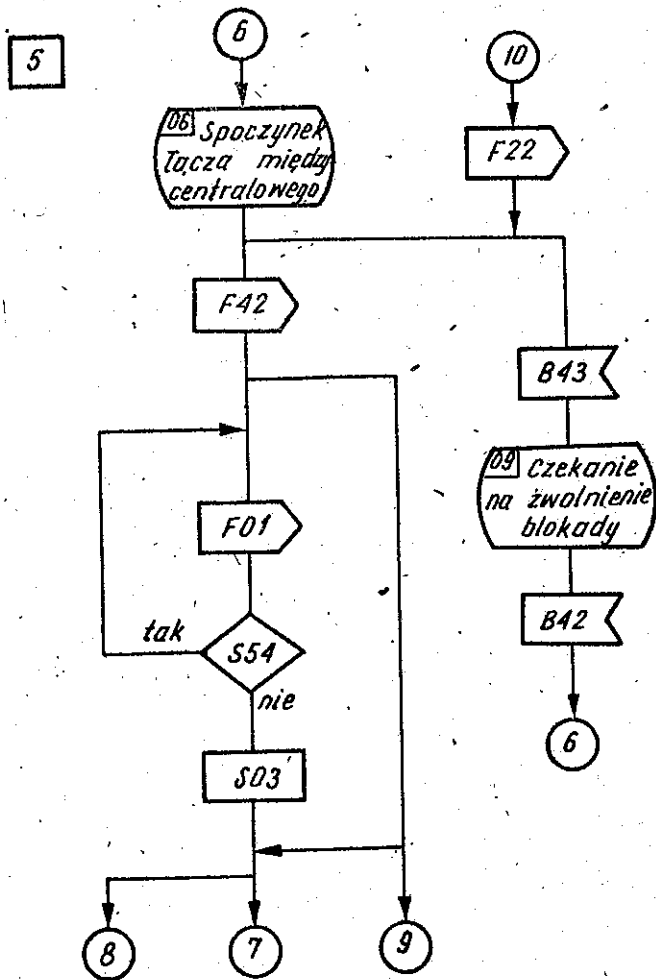 5
6
10
06 Spoczynek
Łącza między
centralowego
F22
F42
B43
09 Czekanie
na zwolnienie
blokady
F01
B42
tak
S54
nie
6
S03
8
7
9